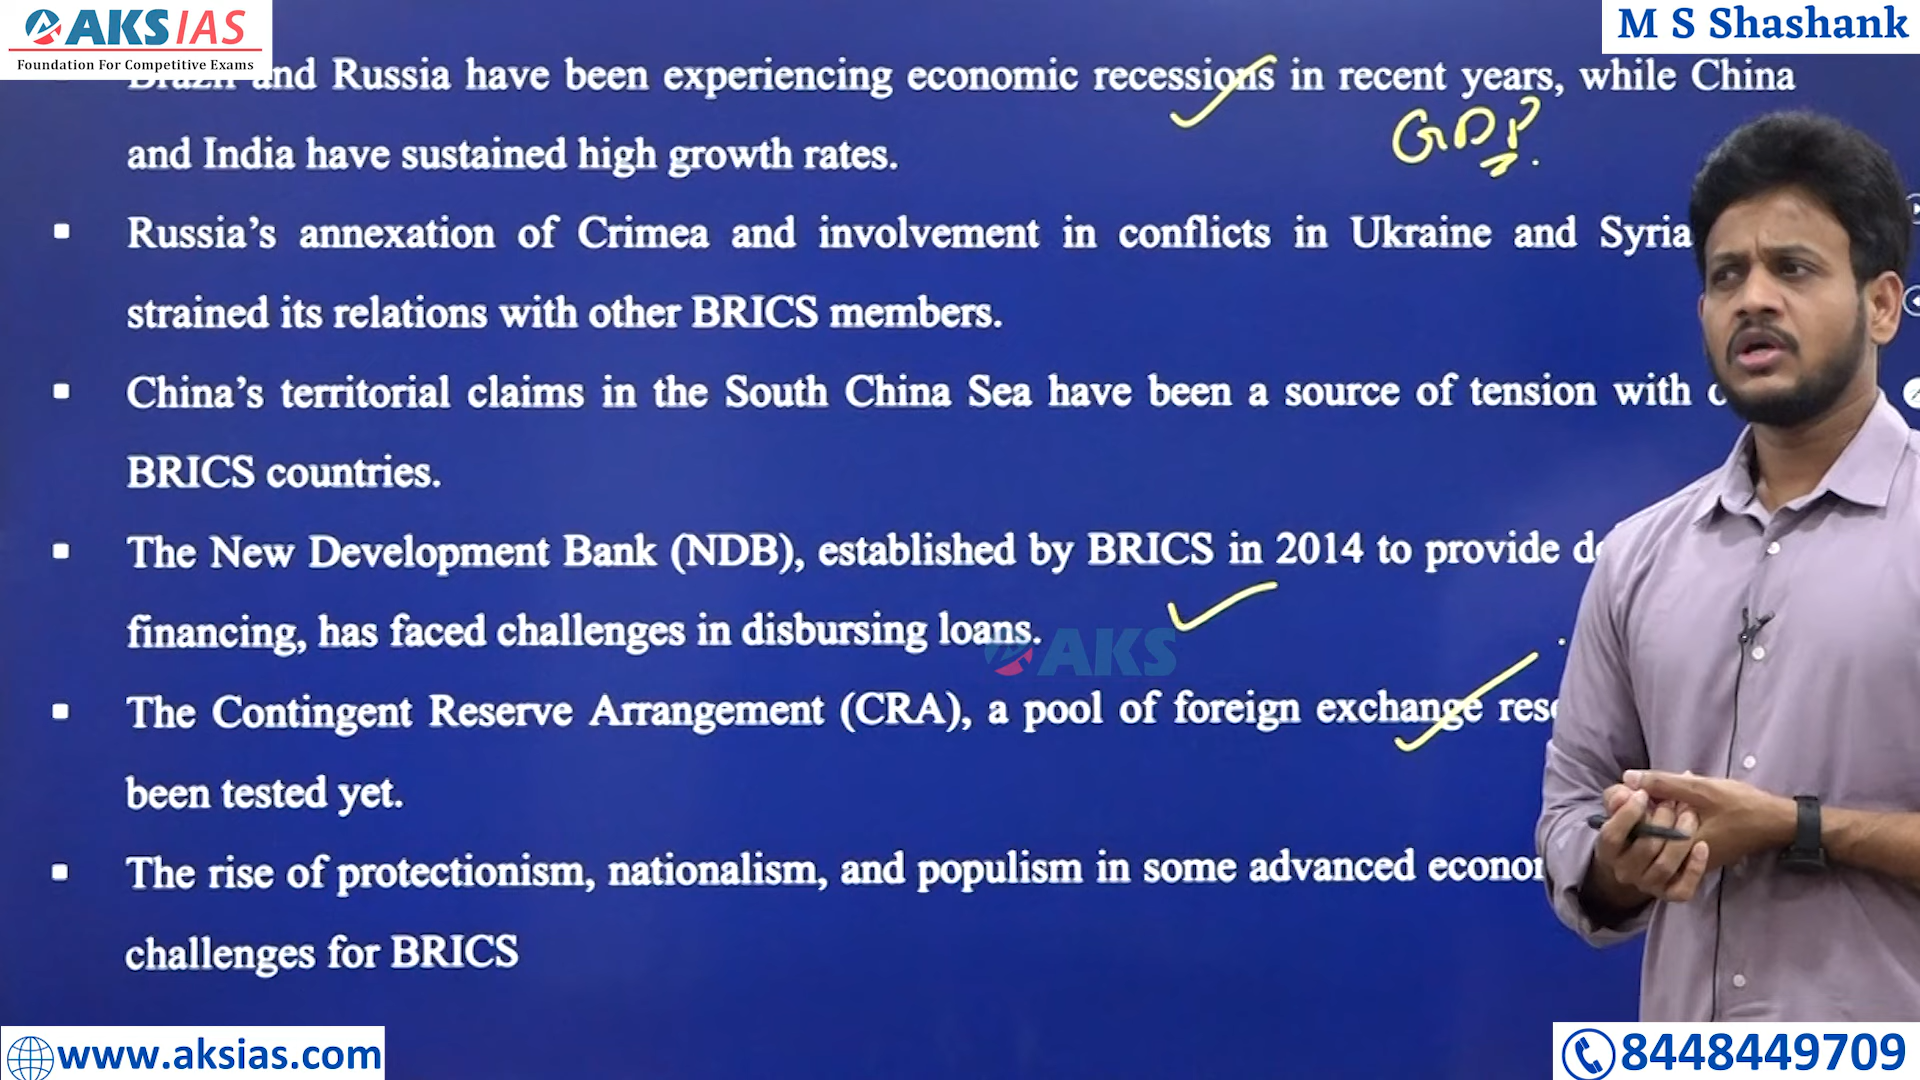 AKS IAS
Foundation For Competitive Exams
M S Shashank
Brazil and Russia have been experiencing economic recessions in recent years, while China
GDP.
and India have sustained high growth rates.
▪ Russia’s annexation of Crimea and involvement in conflicts in Ukraine and Syria
strained its relations with other BRICS members.
▪ China’s territorial claims in the South China Sea have been a source of tension with
BRICS countries.
▪ The New Development Bank (NDB), established by BRICS in 2014 to provide
financing, has faced challenges in disbursing loans.
AKS
▪ The Contingent Reserve Arrangement (CRA), a pool of foreign exchange
been tested yet.
▪ The rise of protectionism, nationalism, and populism in some advanced
challenges for BRICS
www.aksias.com
8448449709